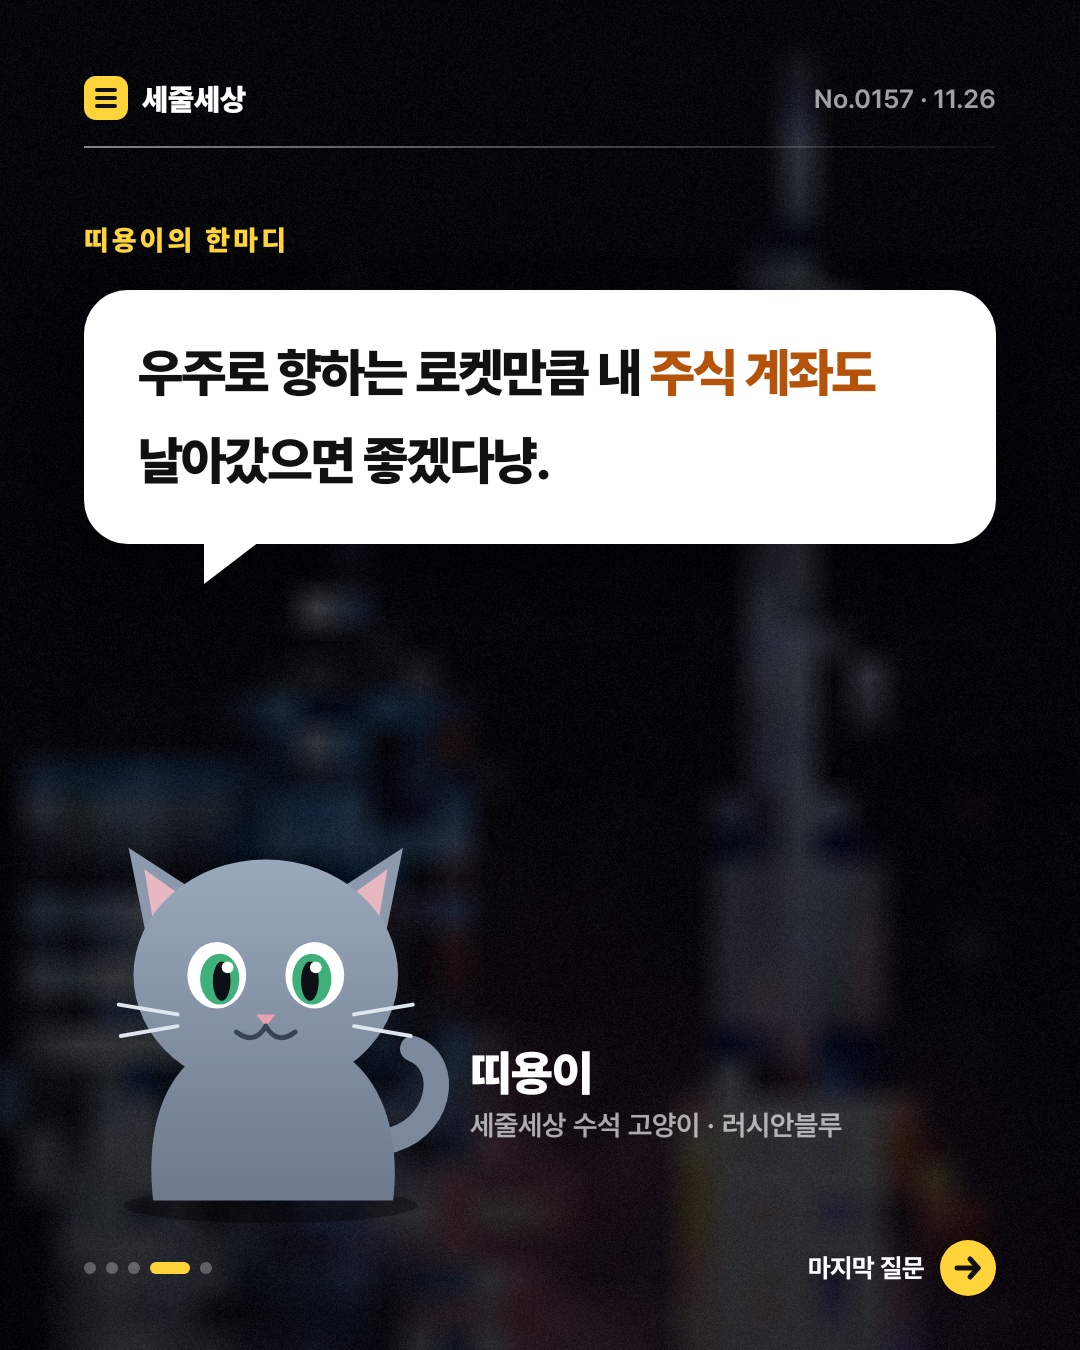 세줄세상
No.0157 · 11.26
띠용이의 한마디
우주로 향하는 로켓만큼 내 주식 계좌도
날아갔으면 좋겠다냥.
띠용이
세줄세상 수석 고양이 · 러시안블루
마지막 질문